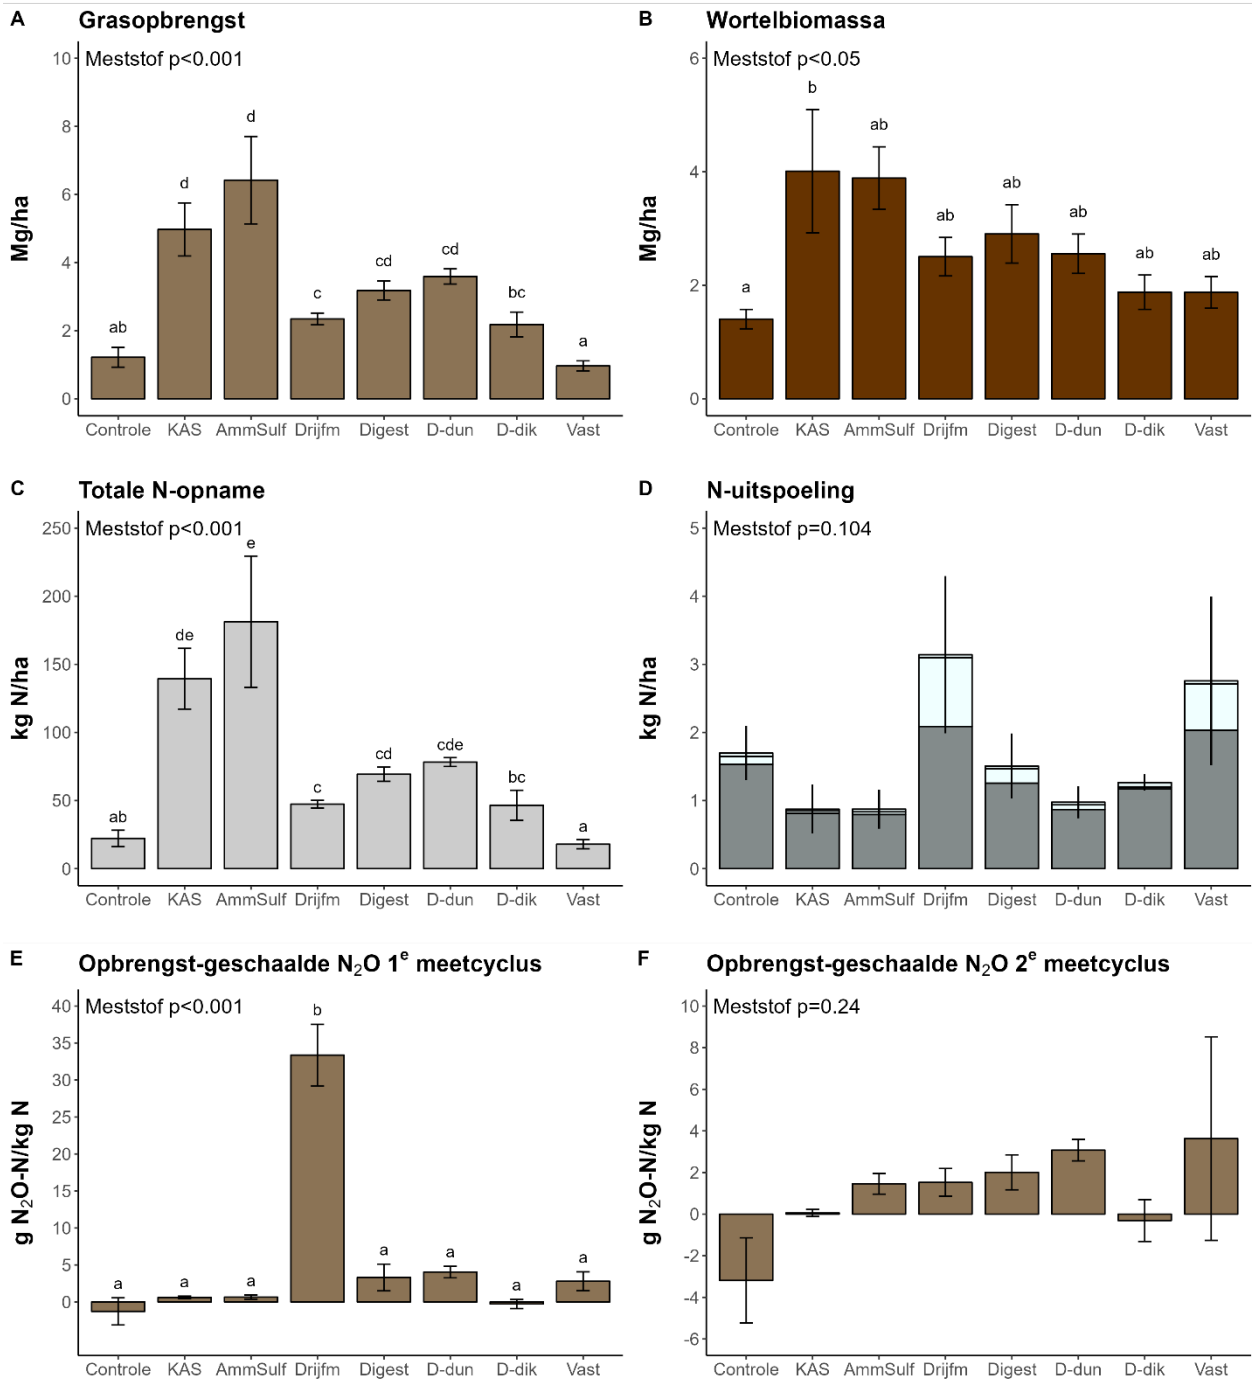 A Grasopbrengst
Meststof p<0.001
10
8
6
4
2
0
Mg/ha
ab d d c cd cd bc a
Controle KAS AmmSulf Drijfm Digest D-dun D-dik Vast
B Wortelbiomassa
Meststof p<0.05
6
4
2
0
Mg/ha
a b ab ab ab ab ab ab
Controle KAS AmmSulf Drijfm Digest D-dun D-dik Vast
C Totale N-opname
Meststof p<0.001
250
200
150
100
50
0
kg N/ha
ab de e c cd cde bc a
Controle KAS AmmSulf Drijfm Digest D-dun D-dik Vast
D N-uitspoeling
Meststof p=0.104
5
4
3
2
1
0
kg N/ha
Controle KAS AmmSulf Drijfm Digest D-dun D-dik Vast
E Opbrengst-geschaalde N₂O 1ᵉ meetcyclus
Meststof p<0.001
40
35
30
25
20
15
10
5
0
g N₂O-N/kg N
a a a b a a a a
Controle KAS AmmSulf Drijfm Digest D-dun D-dik Vast
F Opbrengst-geschaalde N₂O 2ᵉ meetcyclus
Meststof p=0.24
10
8
6
4
2
0
-2
-4
-6
g N₂O-N/kg N
Controle KAS AmmSulf Drijfm Digest D-dun D-dik Vast